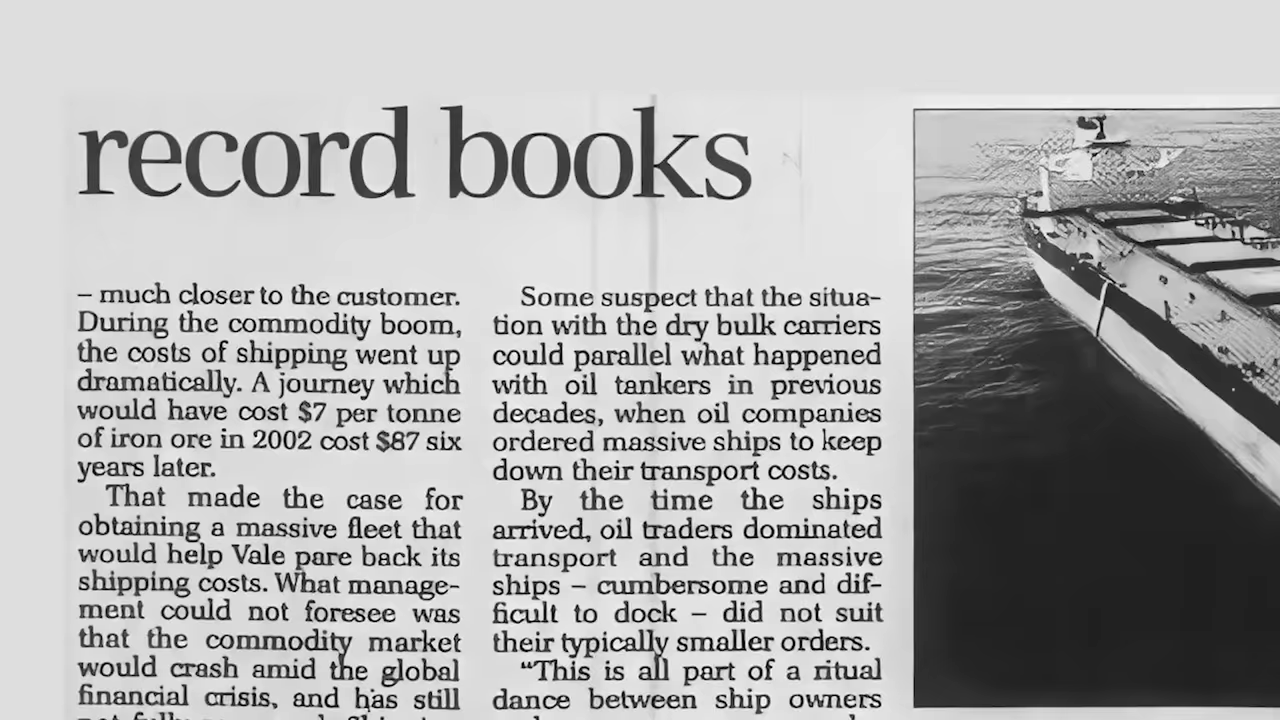 record books
– much closer to the customer.
During the commodity boom,
the costs of shipping went up
dramatically. A journey which
would have cost $7 per tonne
of iron ore in 2002 cost $87 six
years later.
That made the case for
obtaining a massive fleet that
would help Vale pare back its
shipping costs. What manage-
ment could not foresee was
that the commodity market
would crash amid the global
financial crisis, and has still
Some suspect that the situa-
tion with the dry bulk carriers
could parallel what happened
with oil tankers in previous
decades, when oil companies
ordered massive ships to keep
down their transport costs.
By the time the ships
arrived, oil traders dominated
transport and the massive
ships – cumbersome and dif-
ficult to dock – did not suit
their typically smaller orders.
“This is all part of a ritual
dance between ship owners